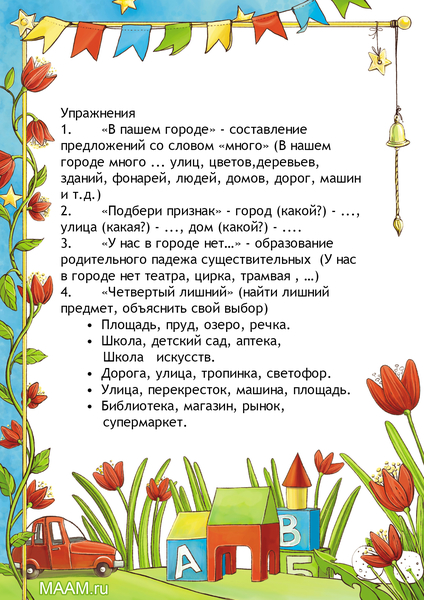 Упражнения
1. «В пашем городе» - составление
предложений со словом «много» (В нашем
городе много ... улиц, цветов,деревьев,
зданий, фонарей, людей, домов, дорог, машин
и т.д.)
2. «Подбери признак» - город (какой?) - ...,
улица (какая?) - ..., дом (какой?) - ....
3. «У нас в городе нет…» - образование
родительного падежа существительных (У нас
в городе нет театра, цирка, трамвая , …)
4. «Четвертый лишний» (найти лишний
предмет, объяснить свой выбор)
• Площадь, пруд, озеро, речка.
• Школа, детский сад, аптека,
Школа искусств.
• Дорога, улица, тропинка, светофор.
• Улица, перекресток, машина, площадь.
• Библиотека, магазин, рынок,
супермаркет.
В
А
Б
MAAM.ru